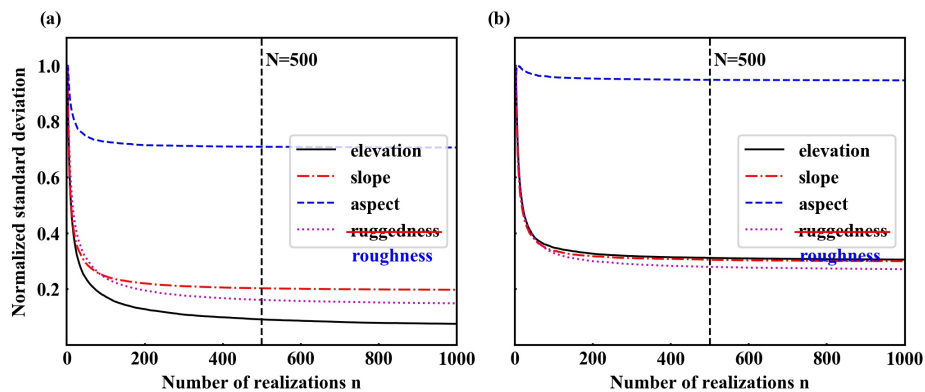 (a)
Normalized standard deviation
1.0
0.8
0.6
0.4
0.2
N=500
elevation
slope
aspect
ruggedness
roughness
0 200 400 600 800 1000
Number of realizations n
(b)
N=500
elevation
slope
aspect
ruggedness
roughness
0 200 400 600 800 1000
Number of realizations n